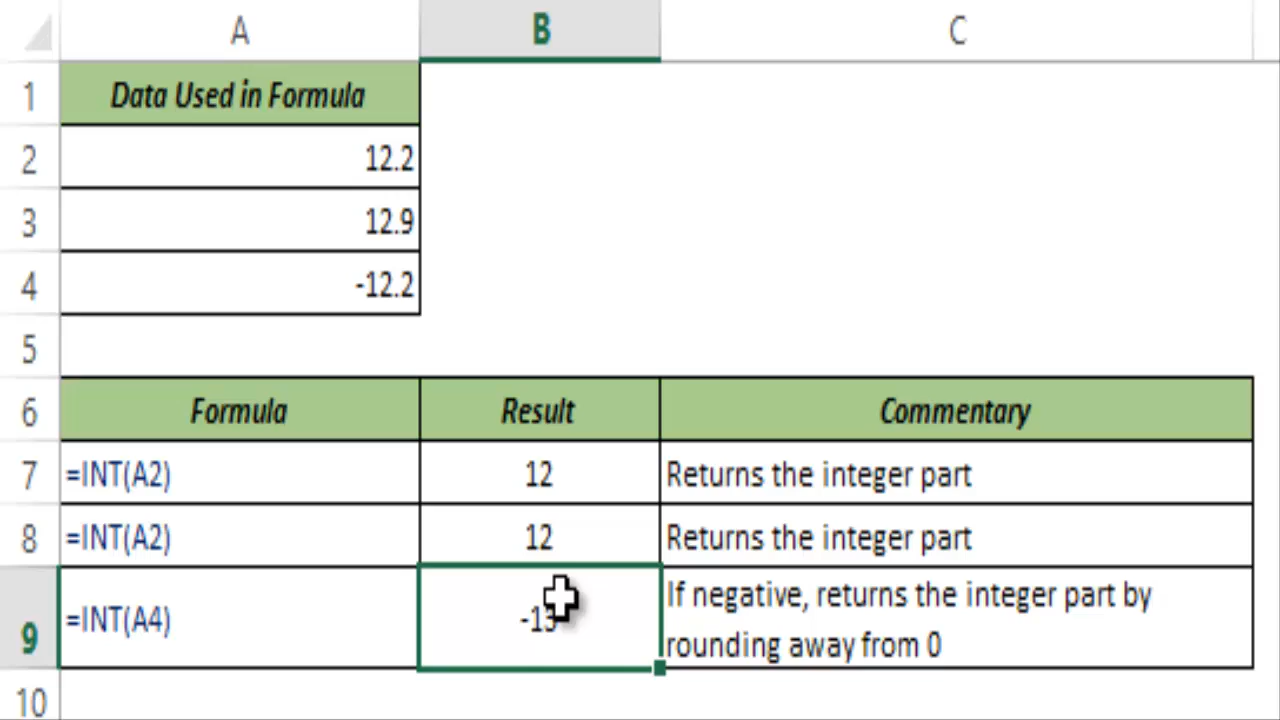 A B C
1 Data Used in Formula
2 12.2
3 12.9
4 -12.2
5
6 Formula Result Commentary
7 =INT(A2) 12 Returns the integer part
8 =INT(A2) 12 Returns the integer part
9 =INT(A4) -13 If negative, returns the integer part by
rounding away from 0
10